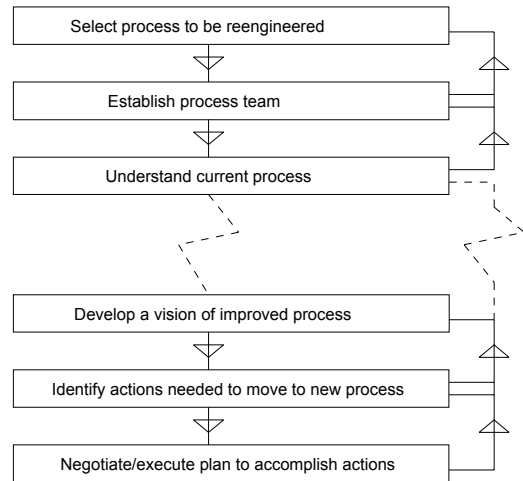 Select process to be reengineered
Establish process team
Understand current process
Develop a vision of improved process
Identify actions needed to move to new process
Negotiate/execute plan to accomplish actions